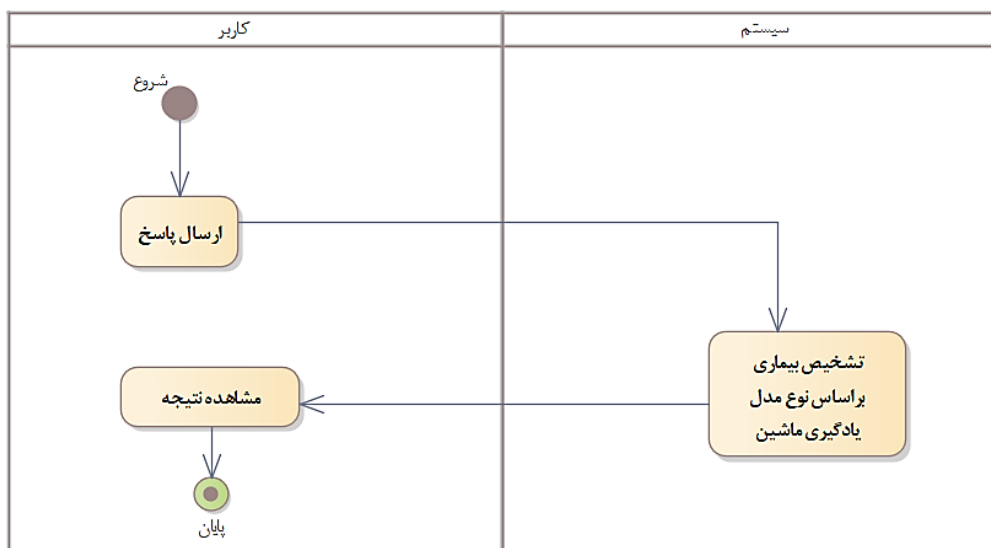 کاربر
سیستم
شروع
ارسال پاسخ
تشخیص بیماری
براساس نوع مدل
یادگیری ماشین
مشاهده نتیجه
پایان